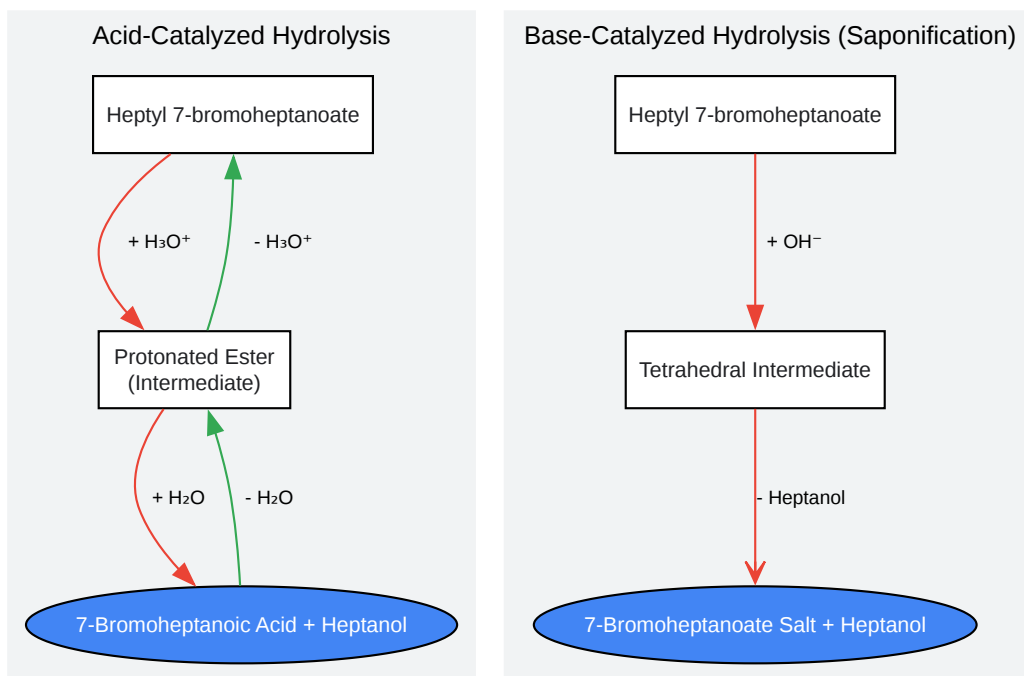 Acid-Catalyzed Hydrolysis
Heptyl 7-bromoheptanoate
+ H₃O⁺
- H₃O⁺
Protonated Ester
(Intermediate)
+ H₂O
- H₂O
7-Bromoheptanoic Acid + Heptanol
Base-Catalyzed Hydrolysis (Saponification)
Heptyl 7-bromoheptanoate
+ OH⁻
Tetrahedral Intermediate
- Heptanol
7-Bromoheptanoate Salt + Heptanol